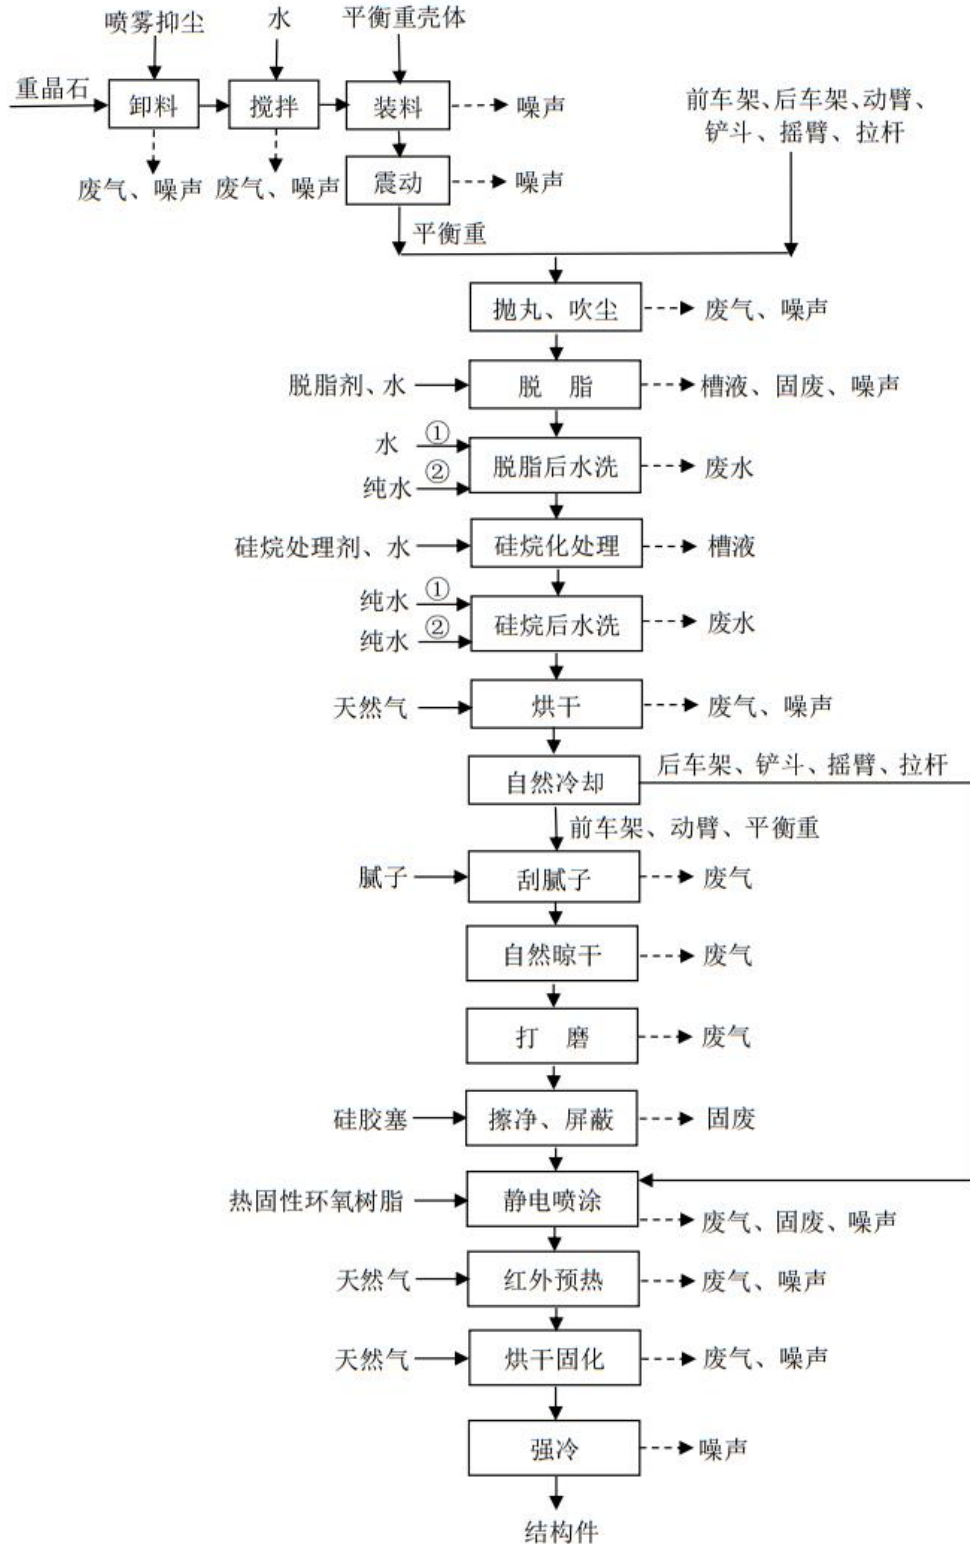 喷雾抑尘
水
平衡重壳体
重晶石
卸料
搅拌
装料
噪声
前车架、后车架、动臂、
铲斗、摇臂、拉杆
废气、噪声
废气、噪声
震动
噪声
平衡重
抛丸、吹尘
废气、噪声
脱脂剂、水
脱 脂
槽液、固废、噪声
水
①
纯水
②
脱脂后水洗
废水
硅烷处理剂、水
硅烷化处理
槽液
纯水
①
纯水
②
硅烷后水洗
废水
天然气
烘干
废气、噪声
自然冷却
后车架、铲斗、摇臂、拉杆
前车架、动臂、平衡重
腻子
刮腻子
废气
自然晾干
废气
打 磨
废气
硅胶塞
擦净、屏蔽
固废
热固性环氧树脂
静电喷涂
废气、固废、噪声
天然气
红外预热
废气、噪声
天然气
烘干固化
废气、噪声
强冷
噪声
结构件